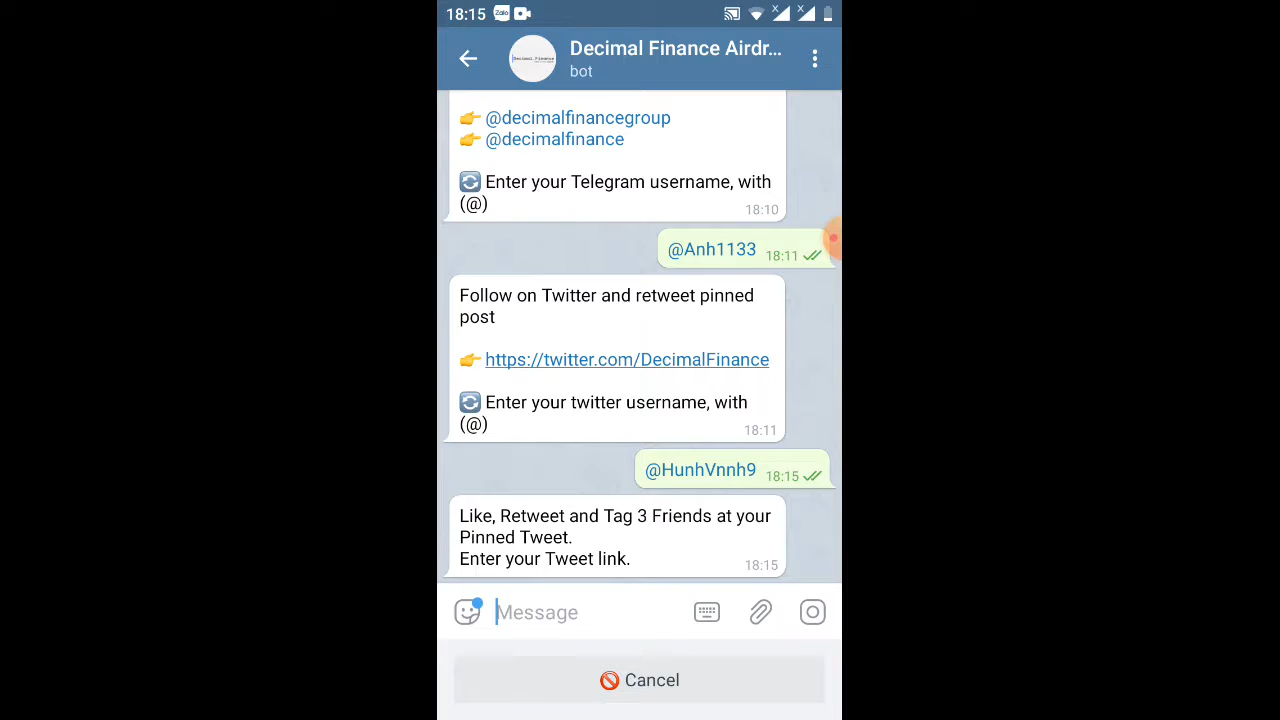 18:15
Decimal Finance Airdr...
bot
👉 @decimalfinancegroup
👉 @decimalfinance
🔄 Enter your Telegram username, with
(@)
18:10
@Anh1133
18:11
Follow on Twitter and retweet pinned
post
👉 https://twitter.com/DecimalFinance
🔄 Enter your twitter username, with
(@)
18:11
@HunhVnnh9
18:15
Like, Retweet and Tag 3 Friends at your
Pinned Tweet.
Enter your Tweet link.
18:15
Message
🚫 Cancel